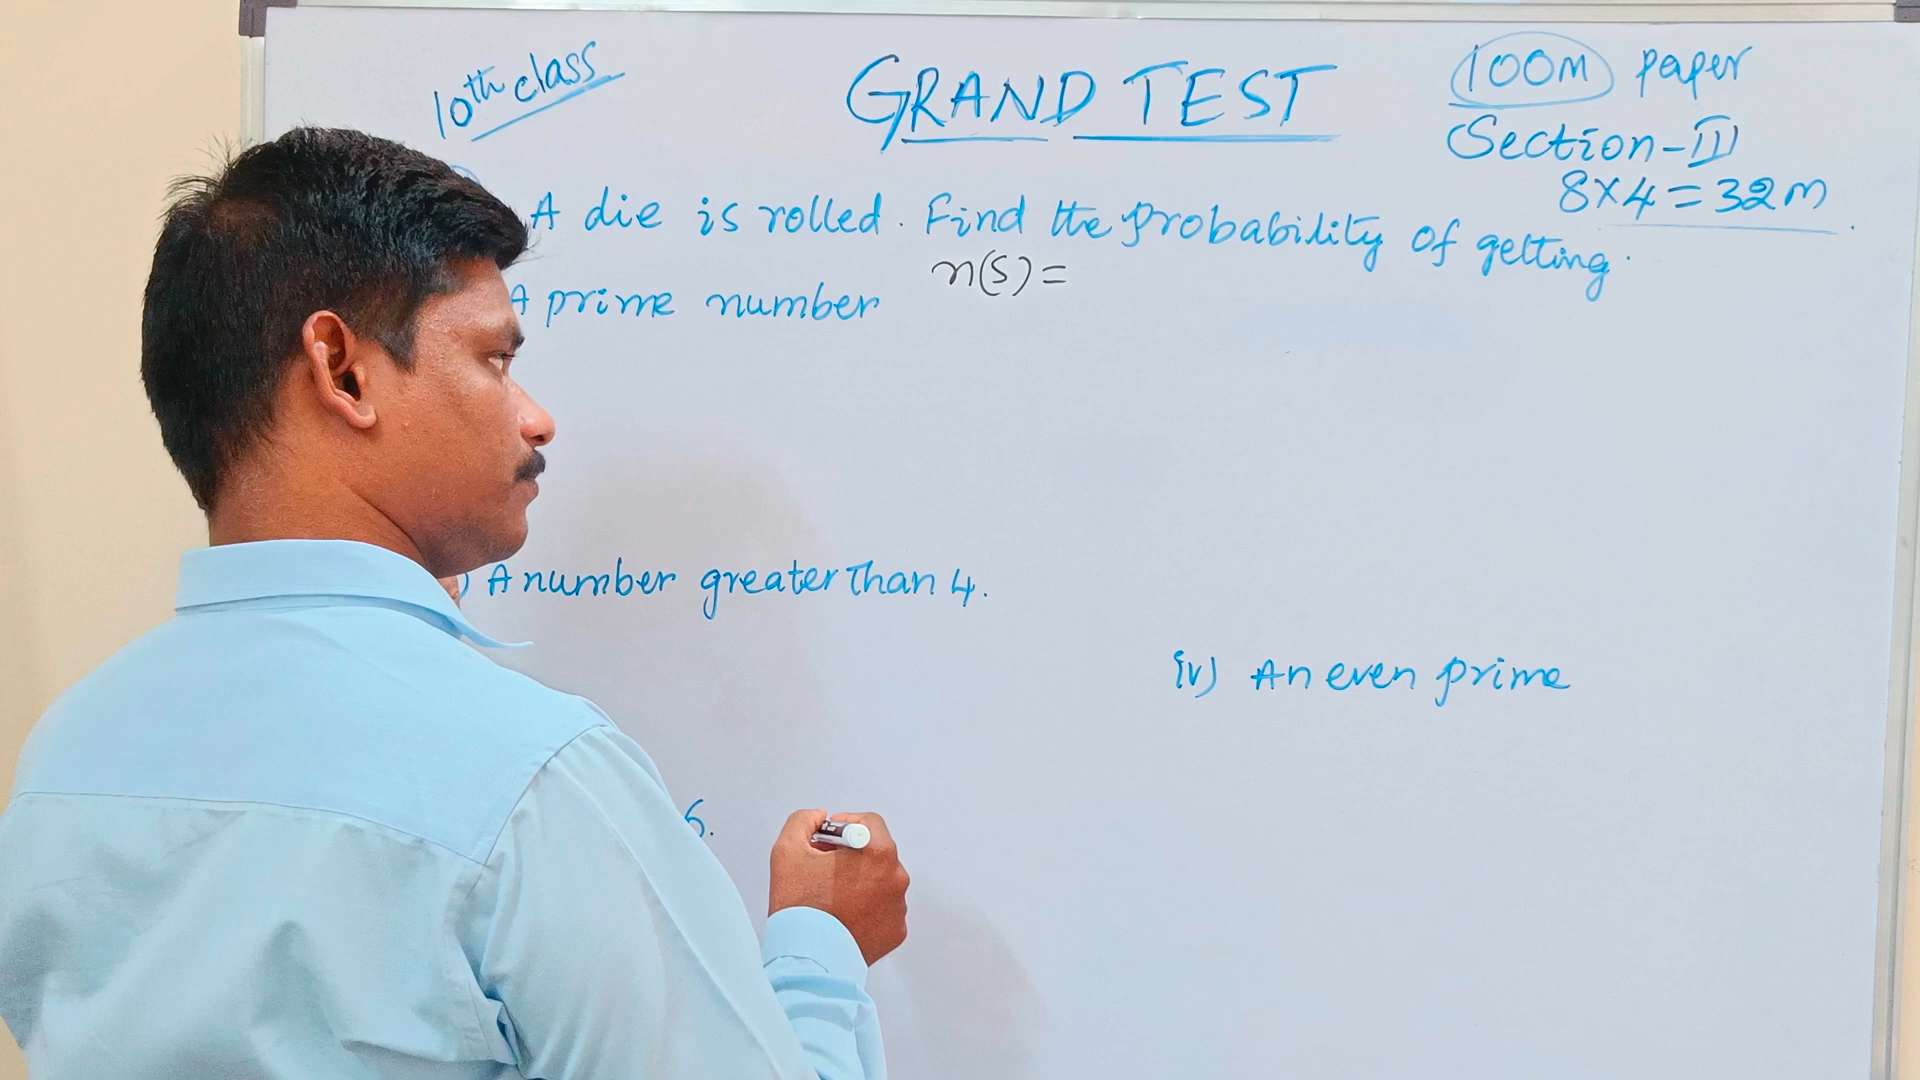 10th class
GRAND TEST
100M paper
Section-III
8×4=32M
A die is rolled. Find the probability of getting.
n(S)=
A prime number
) A number greater than 4.
iv) An even prime
6.